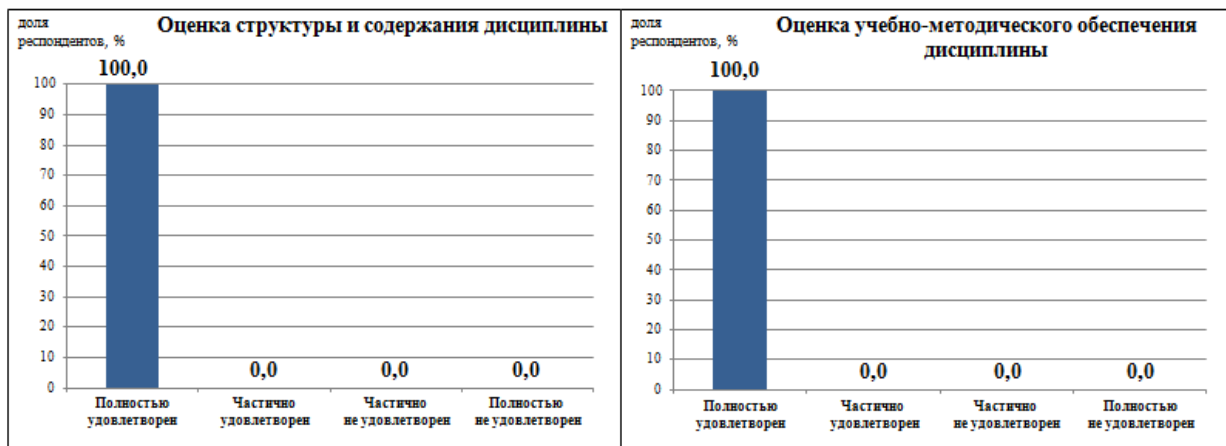 доля
респондентов, %
Оценка структуры и содержания дисциплины
100,0
100
90
80
70
60
50
40
30
20
10
0
0,0
0,0
0,0
Полностью
удовлетворен
Частично
удовлетворен
Частично
не удовлетворен
Полностью
не удовлетворен
доля
респондентов, %
Оценка учебно-методического обеспечения
дисциплины
100,0
100
90
80
70
60
50
40
30
20
10
0
0,0
0,0
0,0
Полностью
удовлетворен
Частично
удовлетворен
Частично
не удовлетворен
Полностью
не удовлетворен